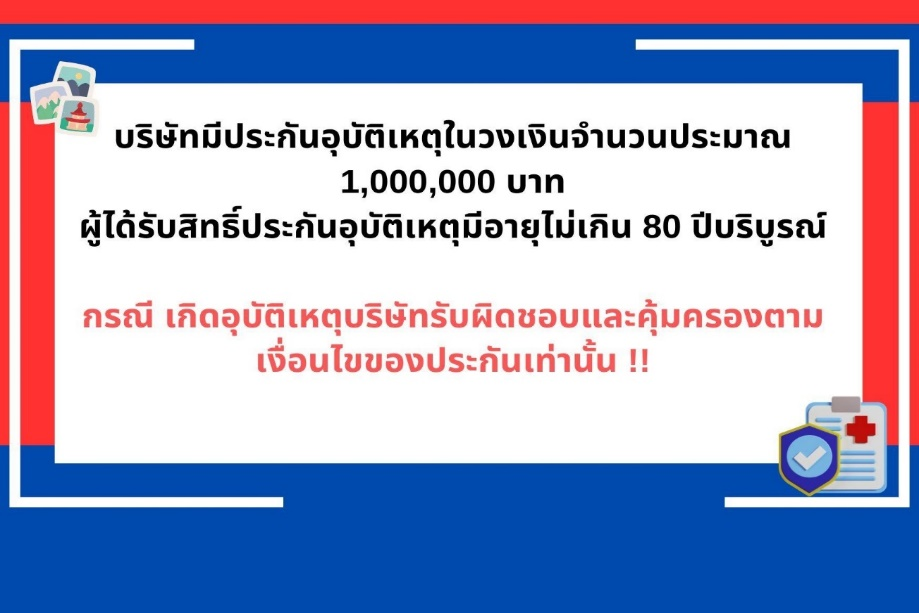 บริษัทมีประกันอุบัติเหตุในวงเงินจำนวนประมาณ
1,000,000 บาท
ผู้ได้รับสิทธิ์ประกันอุบัติเหตุมีอายุไม่เกิน 80 ปีบริบูรณ์
กรณี เกิดอุบัติเหตุบริษัทรับผิดชอบและคุ้มครองตาม
เงื่อนไขของประกันเท่านั้น !!